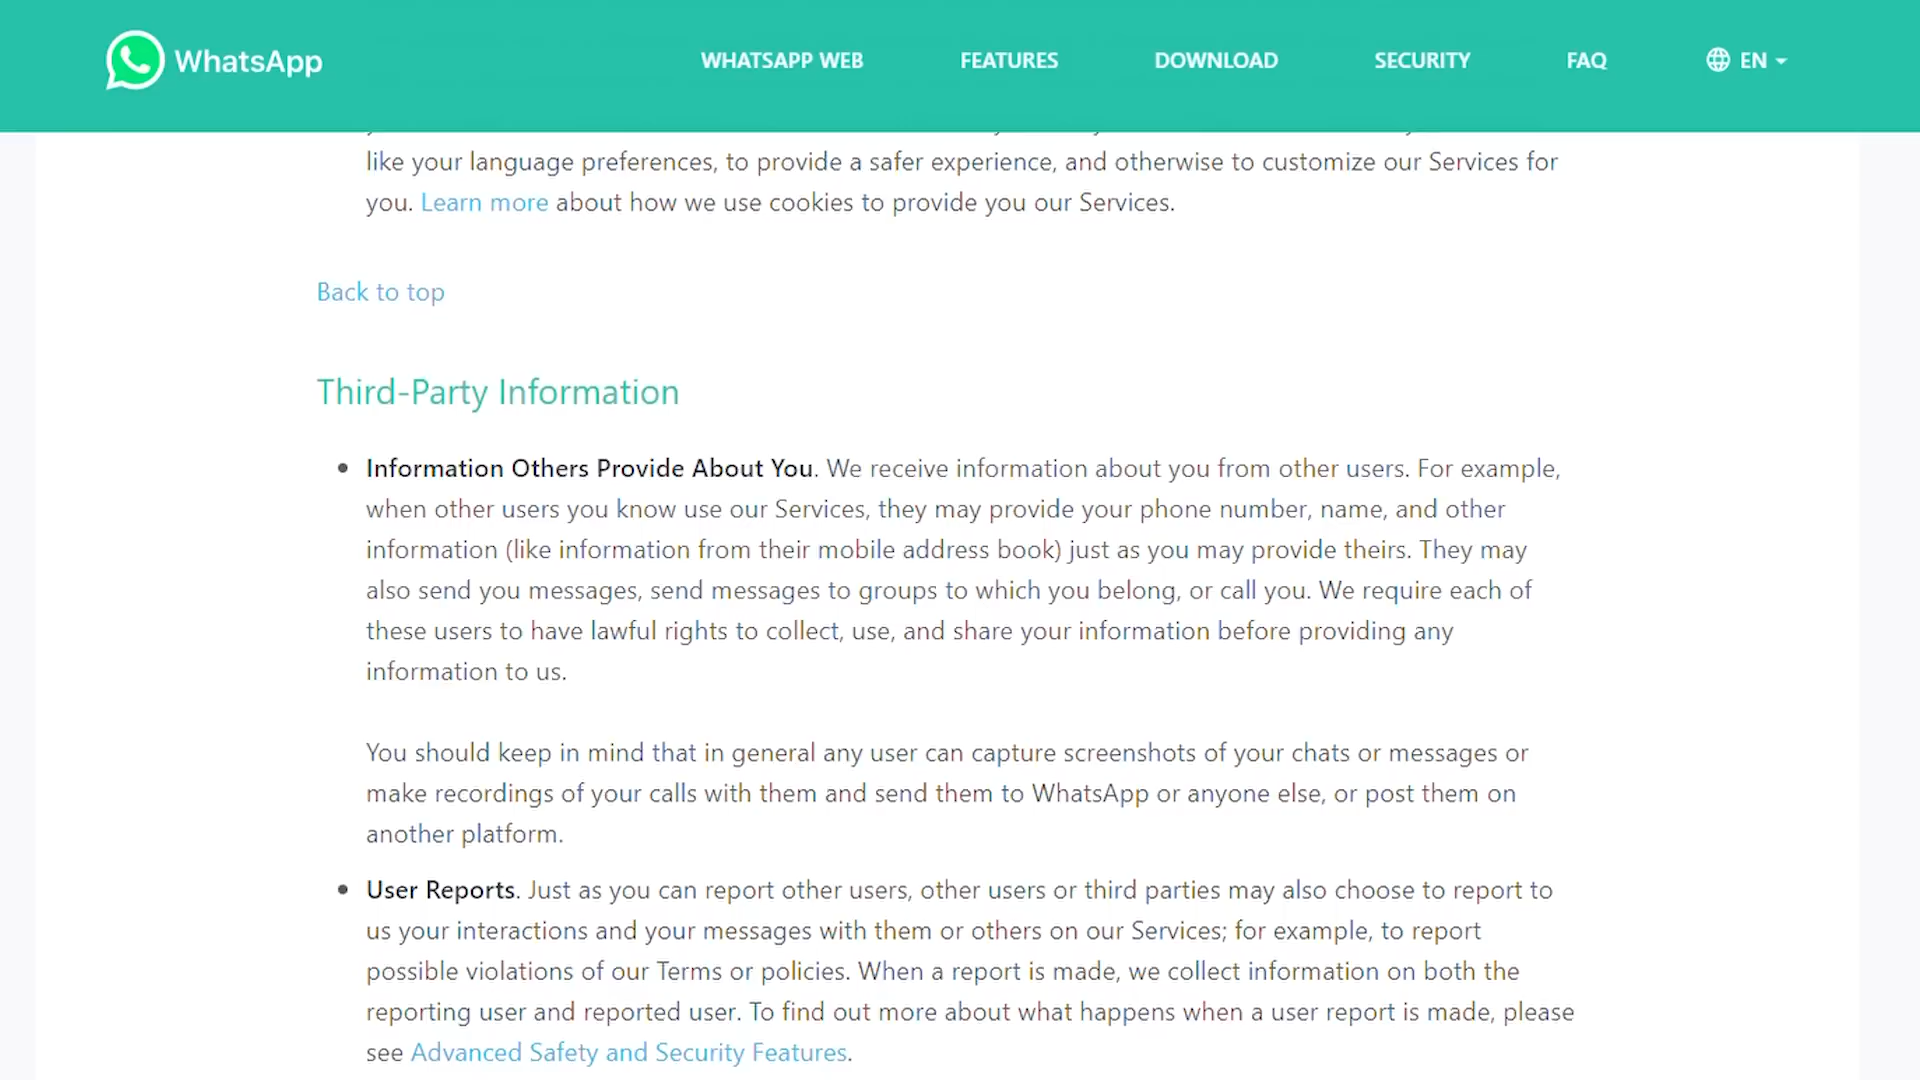 WhatsApp
WHATSAPP WEB
FEATURES
DOWNLOAD
SECURITY
FAQ
EN
like your language preferences, to provide a safer experience, and otherwise to customize our Services for
you. Learn more about how we use cookies to provide you our Services.
Back to top
Third-Party Information
Information Others Provide About You. We receive information about you from other users. For example,
when other users you know use our Services, they may provide your phone number, name, and other
information (like information from their mobile address book) just as you may provide theirs. They may
also send you messages, send messages to groups to which you belong, or call you. We require each of
these users to have lawful rights to collect, use, and share your information before providing any
information to us.
You should keep in mind that in general any user can capture screenshots of your chats or messages or
make recordings of your calls with them and send them to WhatsApp or anyone else, or post them on
another platform.
User Reports. Just as you can report other users, other users or third parties may also choose to report to
us your interactions and your messages with them or others on our Services; for example, to report
possible violations of our Terms or policies. When a report is made, we collect information on both the
reporting user and reported user. To find out more about what happens when a user report is made, please
see Advanced Safety and Security Features.